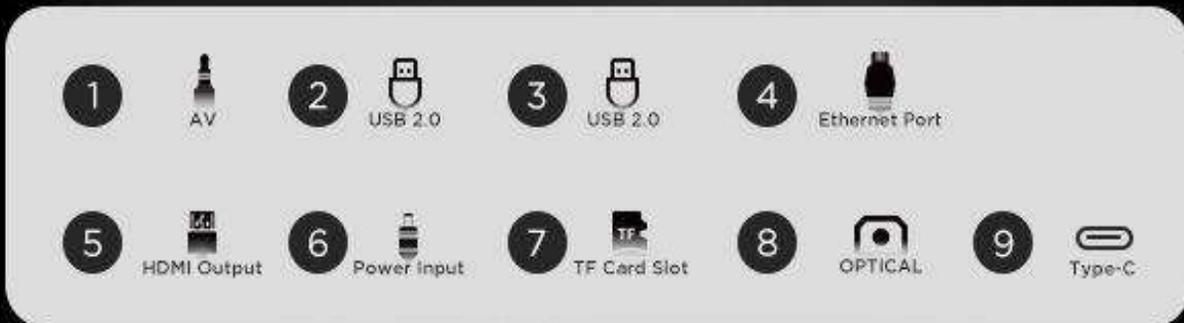 1 AV 2 USB 2.0 3 USB 2.0 4 Ethernet Port
5 HDMI Output 6 Power Input 7 TF TF Card Slot 8 OPTICAL 9 Type-C